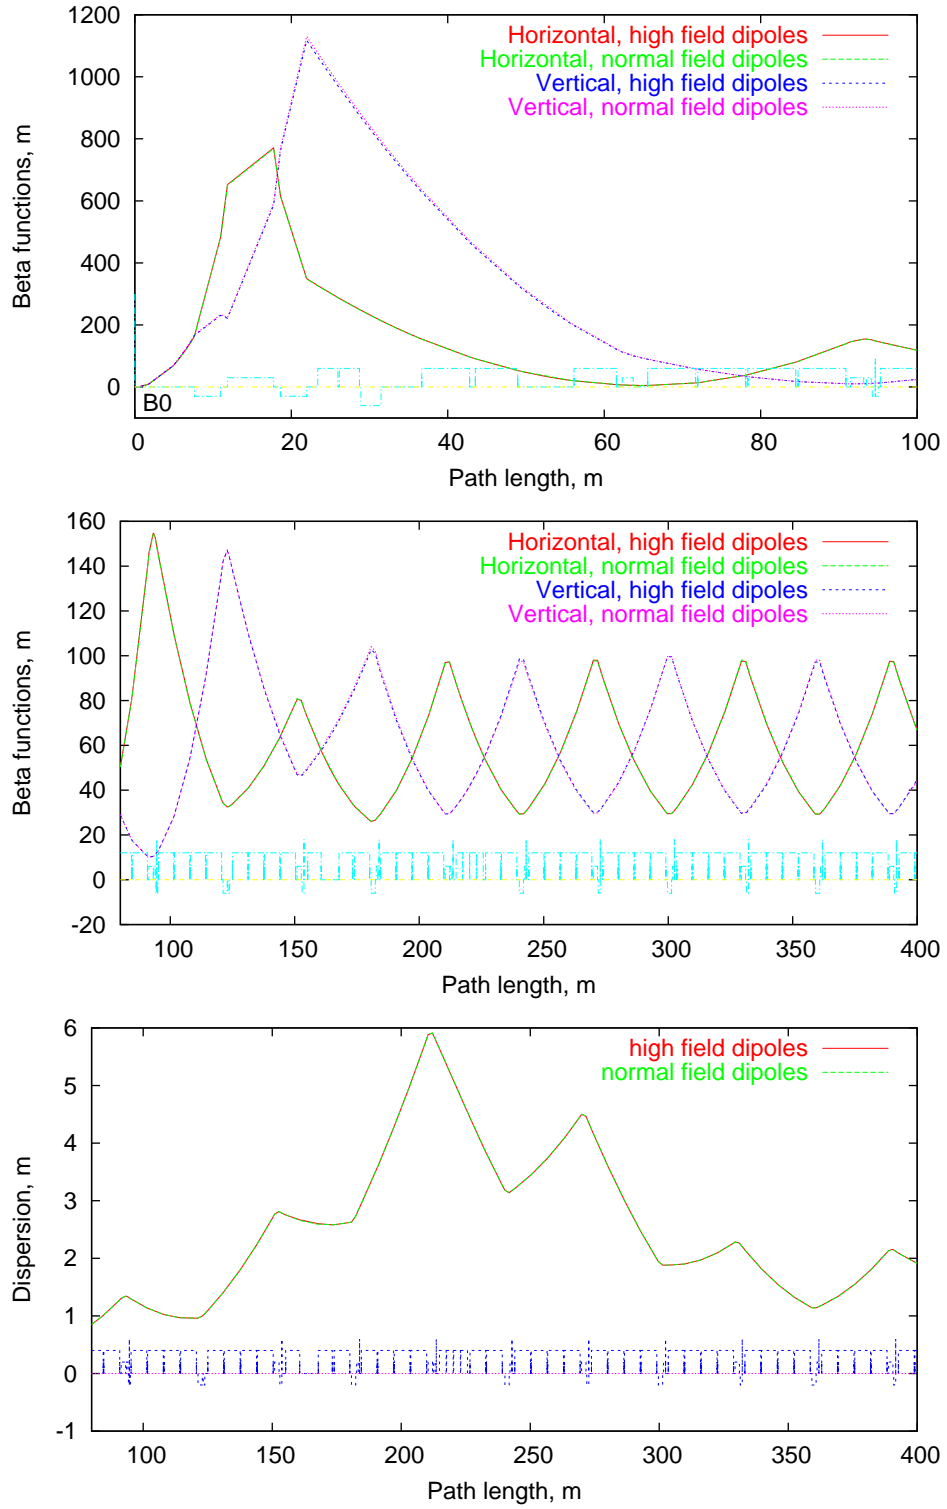 1200
1000
800
600
400
200
0
Beta functions, m
Horizontal, high field dipoles
Horizontal, normal field dipoles
Vertical, high field dipoles
Vertical, normal field dipoles
B0
0 20 40 60 80 100
Path length, m
160
140
120
100
80
60
40
20
0
-20
Beta functions, m
Horizontal, high field dipoles
Horizontal, normal field dipoles
Vertical, high field dipoles
Vertical, normal field dipoles
100 150 200 250 300 350 400
Path length, m
6
5
4
3
2
1
0
-1
Dispersion, m
high field dipoles
normal field dipoles
100 150 200 250 300 350 400
Path length, m